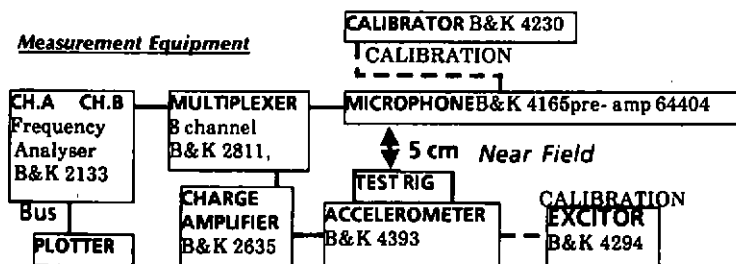 CALIBRATOR B&K 4230
Measurement Equipment
CALIBRATION
CH.A CH.B
Frequency
Analyser
B&K 2133
MULTIPLEXER
8 channel
B&K 2811,
MICROPHONEB&K 4165pre- amp 64404
5 cm Near Field
TEST RIG
CHARGE
AMPLIFIER
B&K 2635
ACCELEROMETER
B&K 4393
CALIBRATION
EXCITOR
B&K 4294
Bus
PLOTTER